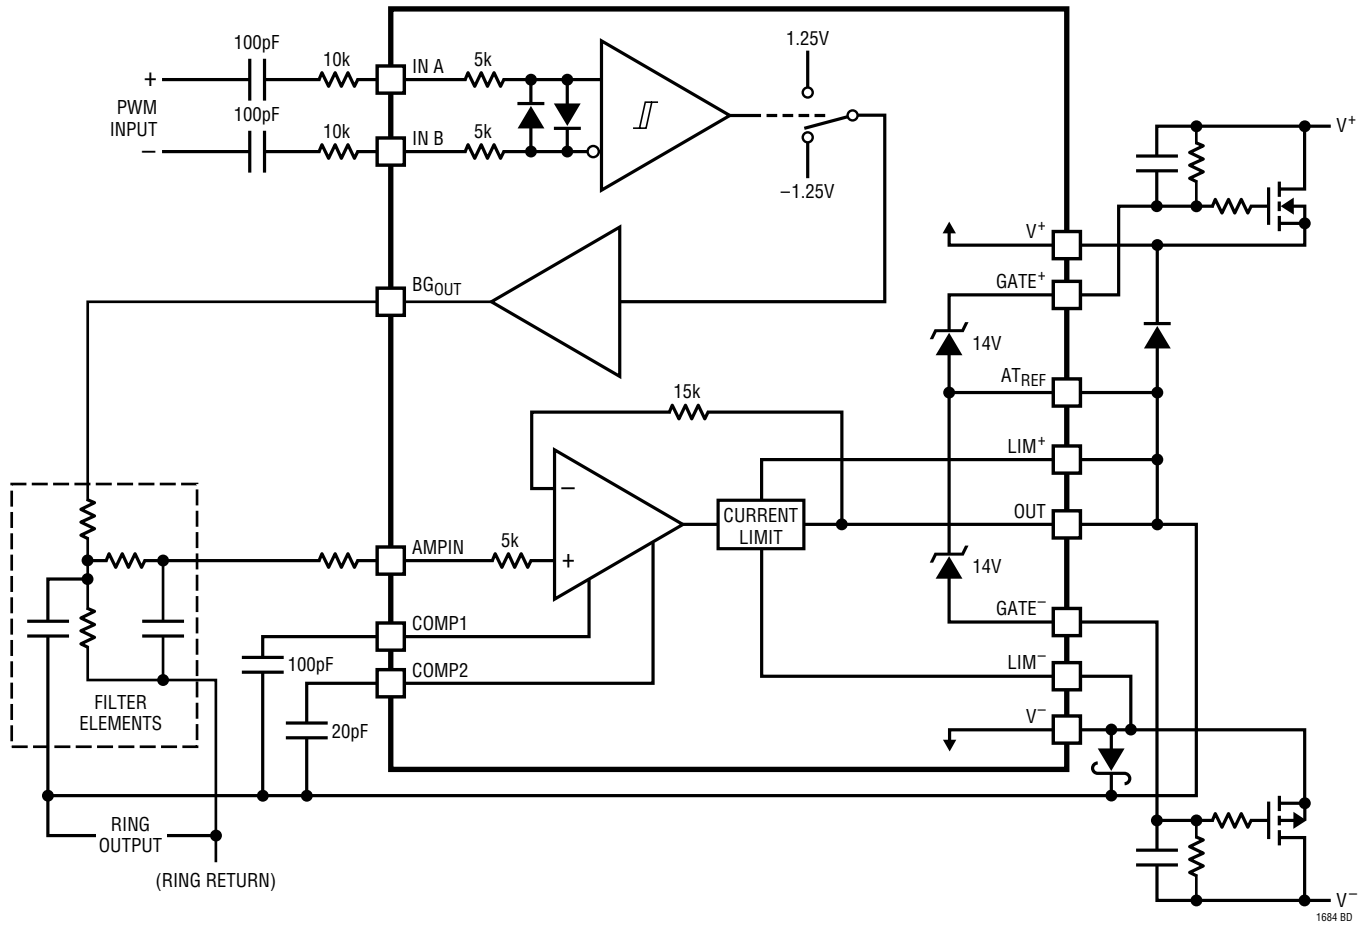 100pF
10k
IN A
5k
1.25V
+
PWM
INPUT
–
100pF
10k
IN B
5k
–1.25V
V+
V+
GATE+
BGOUT
14V
ATREF
15k
LIM+
–
CURRENT
LIMIT
OUT
AMPIN
5k
+
14V
GATE–
COMP1
100pF
LIM–
COMP2
FILTER
ELEMENTS
20pF
V–
RING
OUTPUT
(RING RETURN)
V–
1684 BD